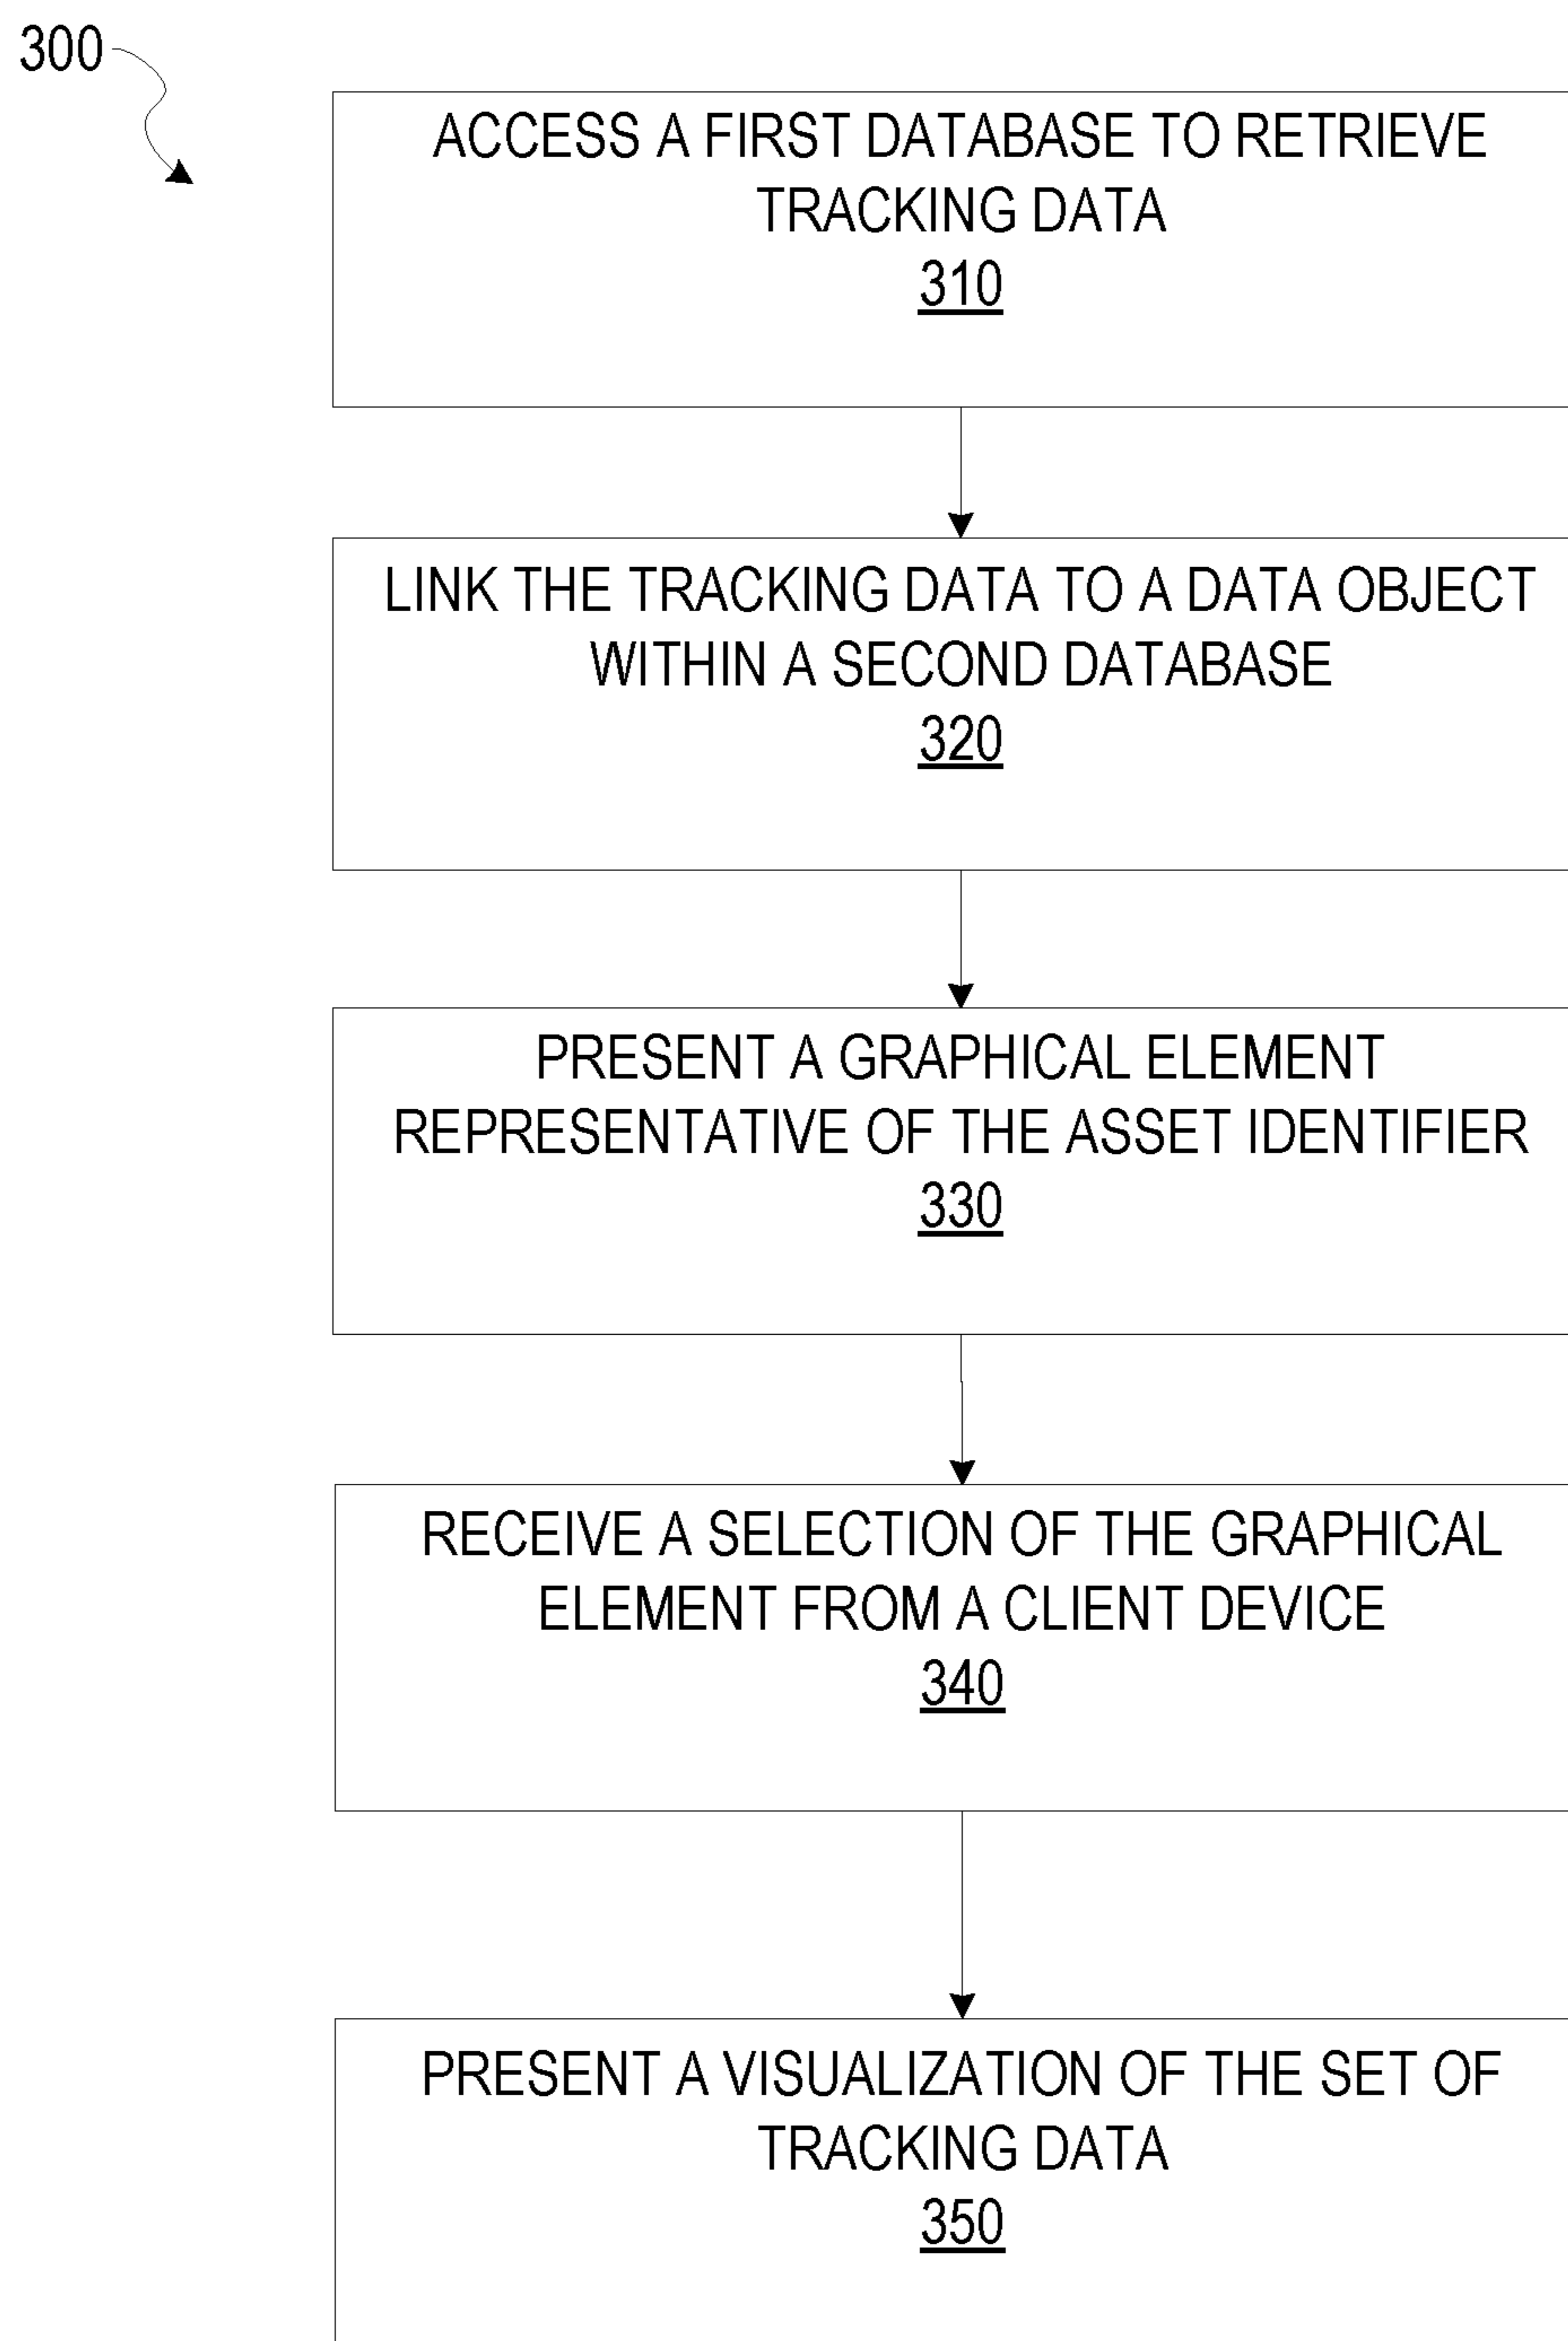 300
ACCESS A FIRST DATABASE TO RETRIEVE
TRACKING DATA
310
LINK THE TRACKING DATA TO A DATA OBJECT
WITHIN A SECOND DATABASE
320
PRESENT A GRAPHICAL ELEMENT
REPRESENTATIVE OF THE ASSET IDENTIFIER
330
RECEIVE A SELECTION OF THE GRAPHICAL
ELEMENT FROM A CLIENT DEVICE
340
PRESENT A VISUALIZATION OF THE SET OF
TRACKING DATA
350